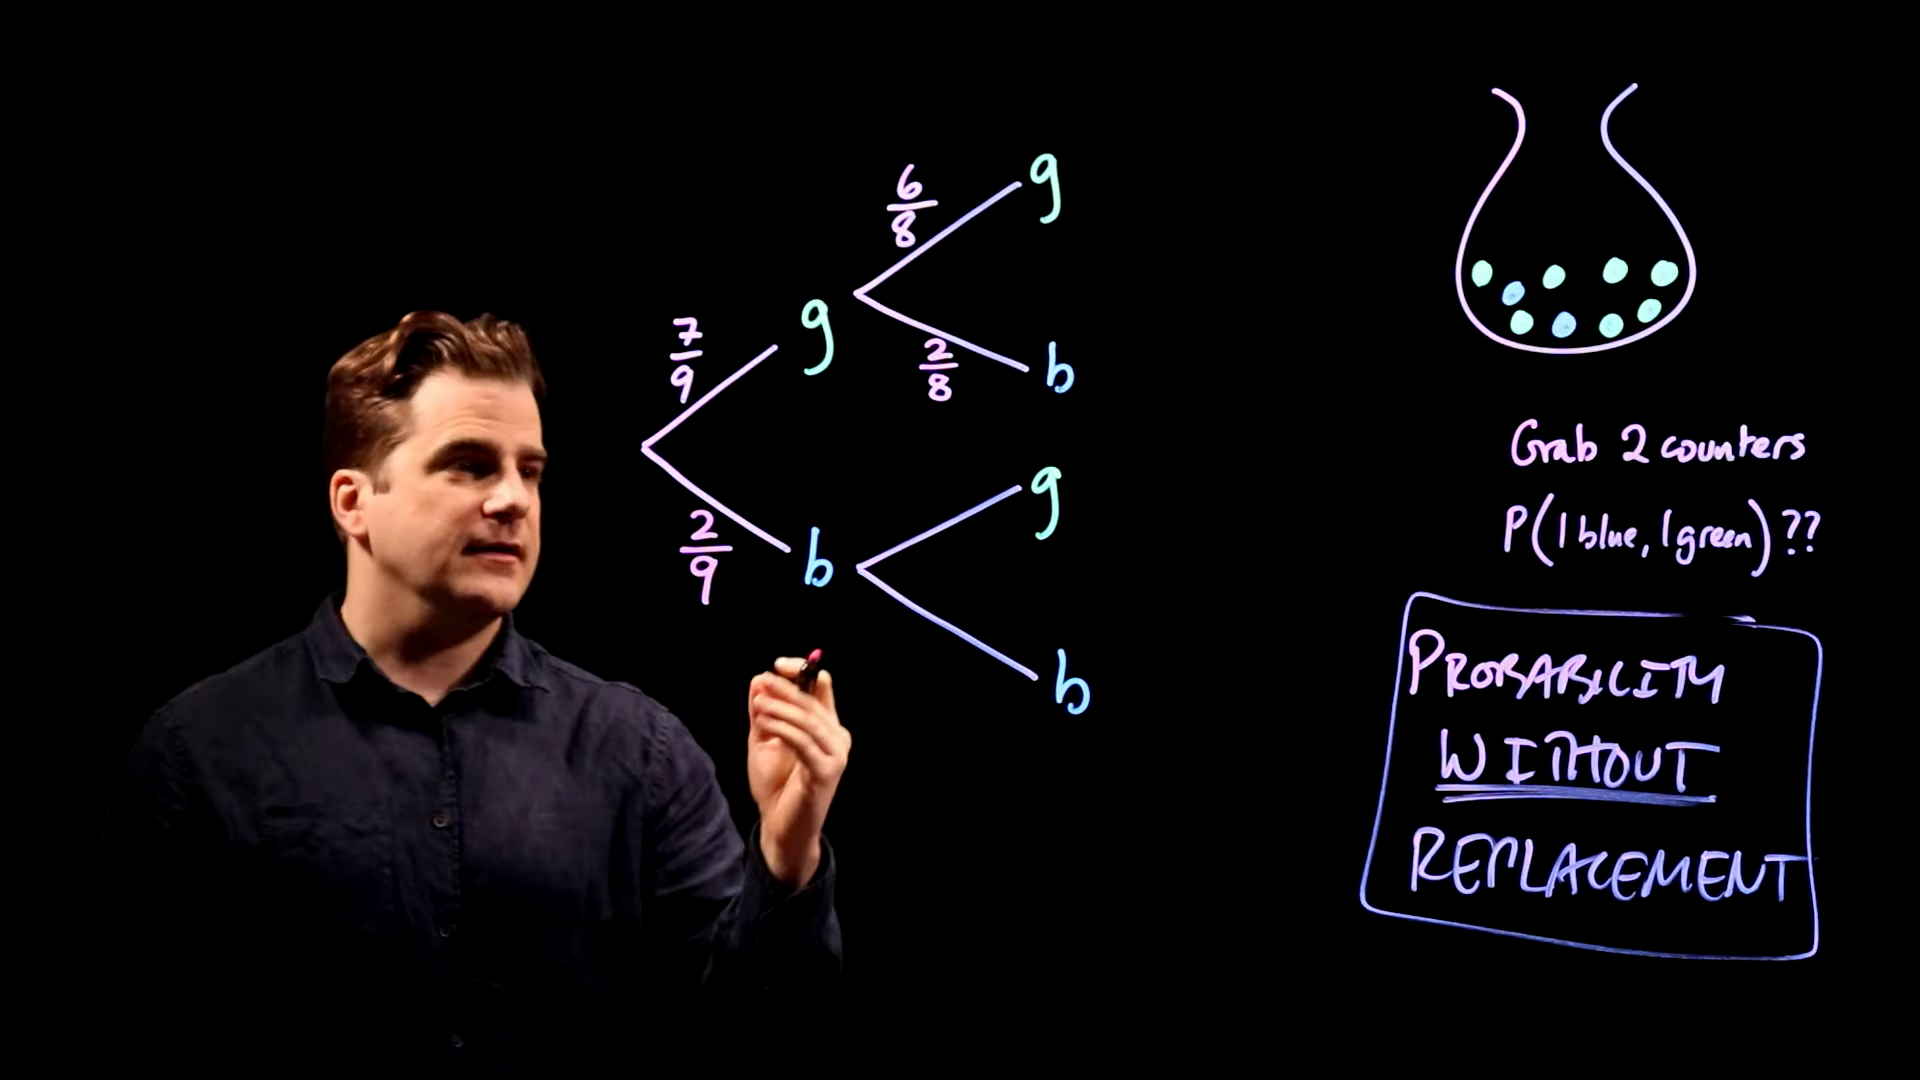 6/8
g
7/9
g
2/8
b
g
2/9
b
b
Grab 2 counters
P(1 blue, 1 green)??
PROBABILITY
WITHOUT
REPLACEMENT